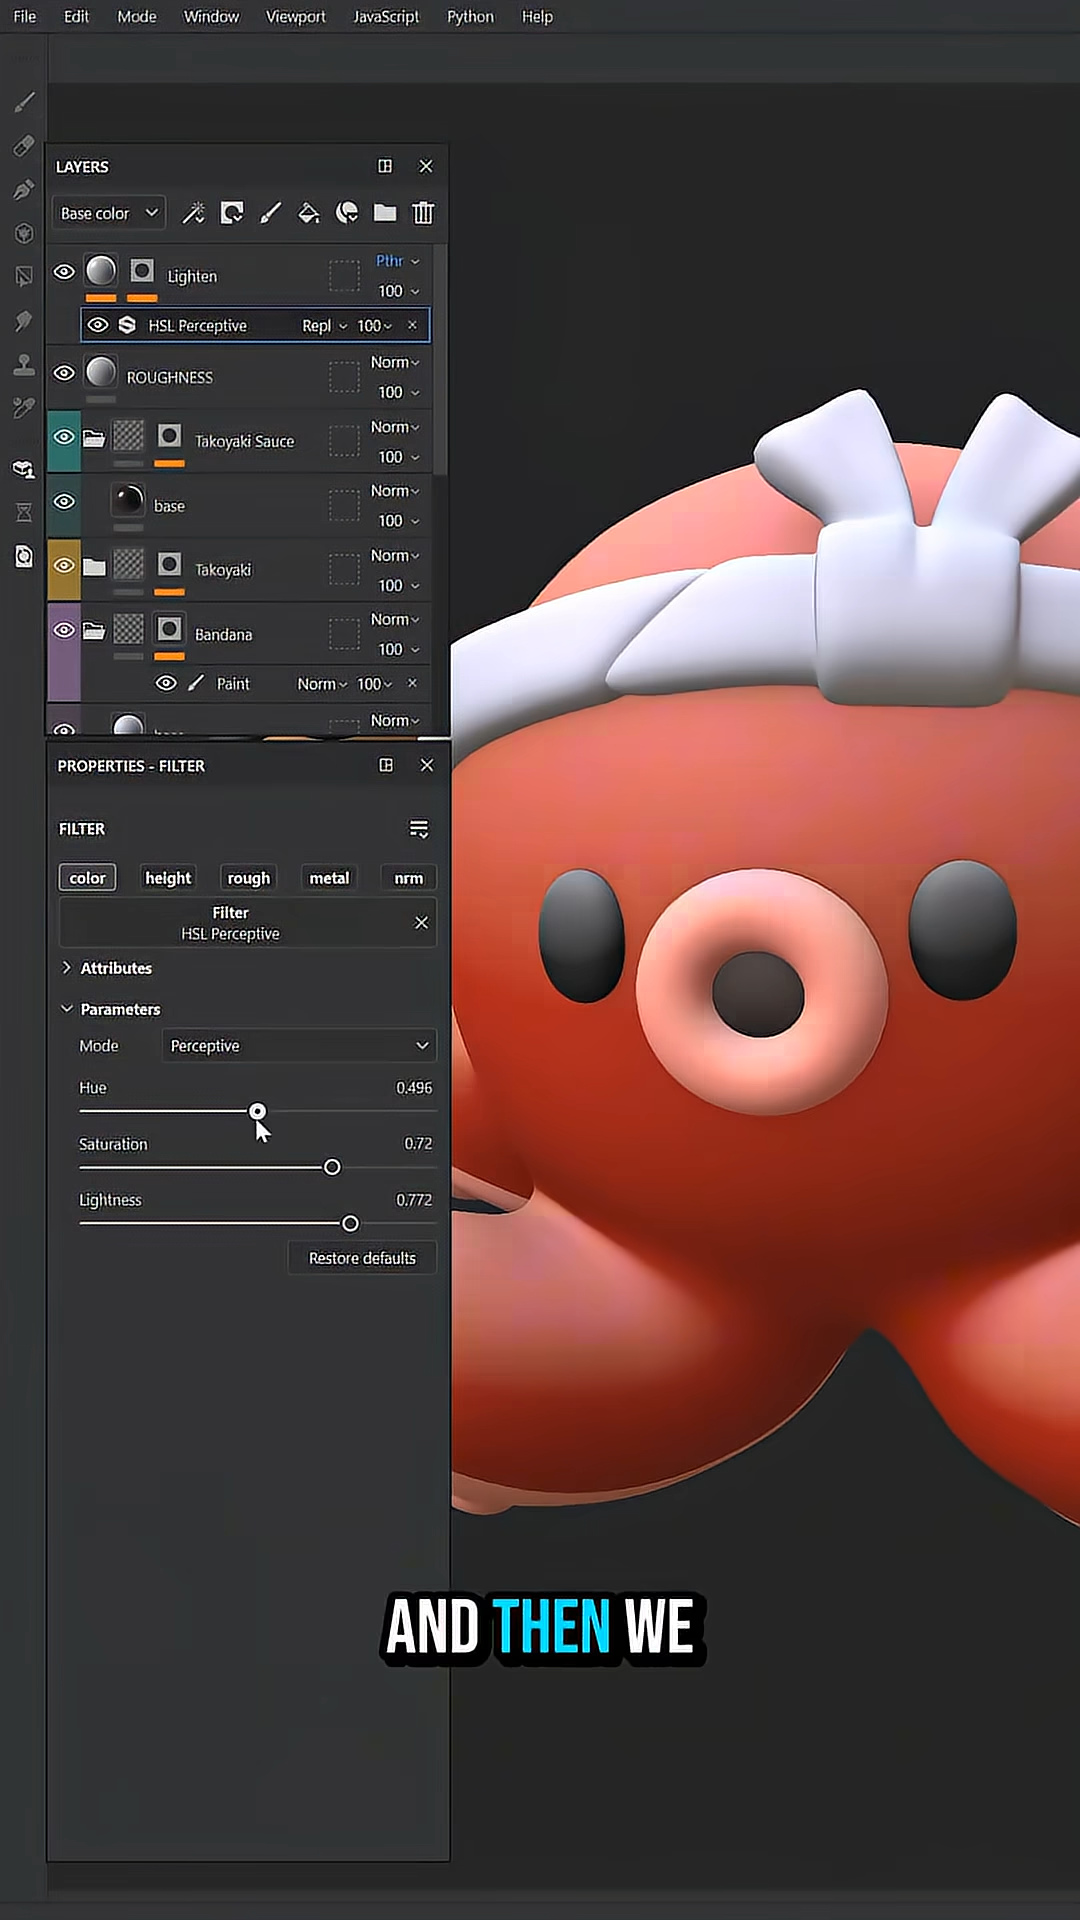 File Edit Mode Window Viewport JavaScript Python Help
LAYERS
Base color
Lighten Pthr
100
HSL Perceptive Repl 100
ROUGHNESS Norm
100
Takoyaki Sauce Norm
100
base Norm
100
Takoyaki Norm
100
Bandana Norm
100
Paint Norm 100
Norm
PROPERTIES - FILTER
FILTER
color height rough metal nrm
Filter
HSL Perceptive
Attributes
Parameters
Mode Perceptive
Hue 0.496
Saturation 0.72
Lightness 0.772
Restore defaults
AND THEN WE